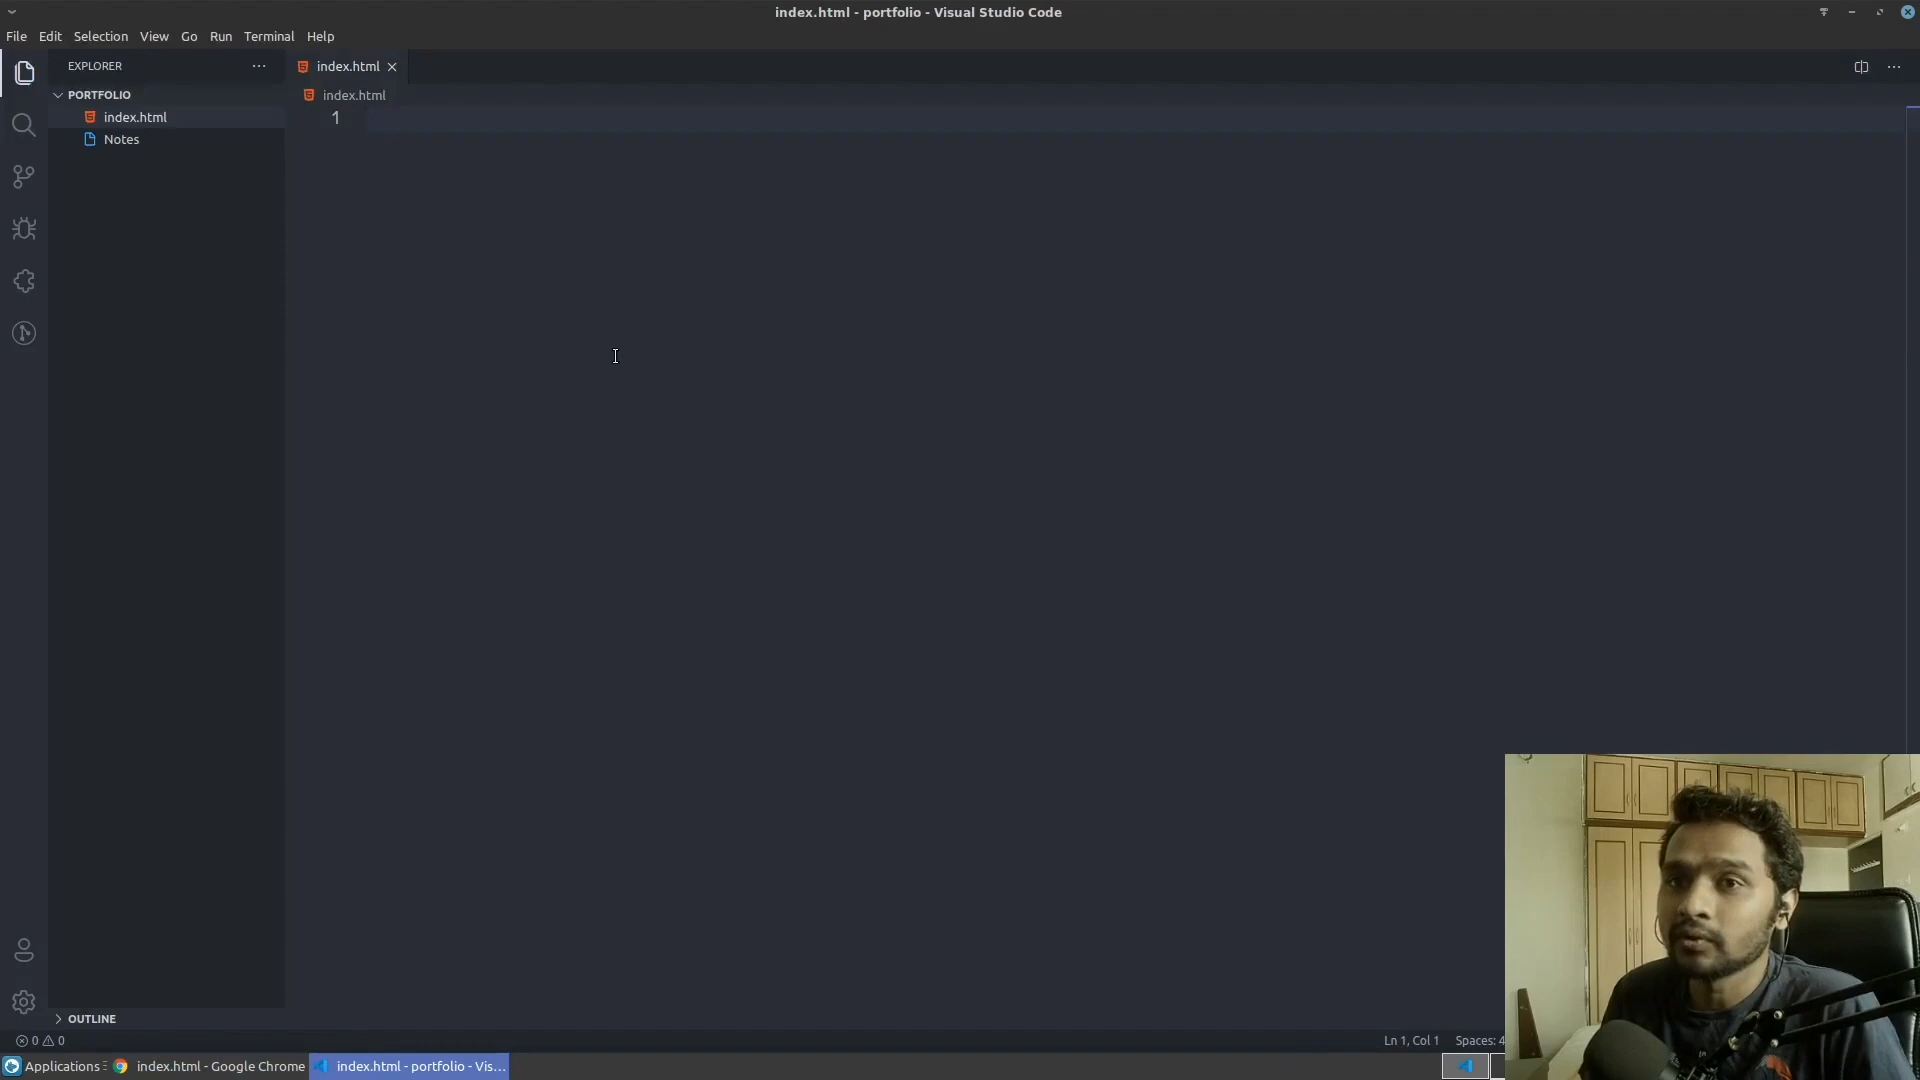 index.html - portfolio - Visual Studio Code
File Edit Selection View Go Run Terminal Help
EXPLORER
index.html
PORTFOLIO
index.html
index.html
1
Notes
OUTLINE
0 0
Ln 1, Col 1 Spaces: 4
Applications index.html - Google Chrome index.html - portfolio - Vis...